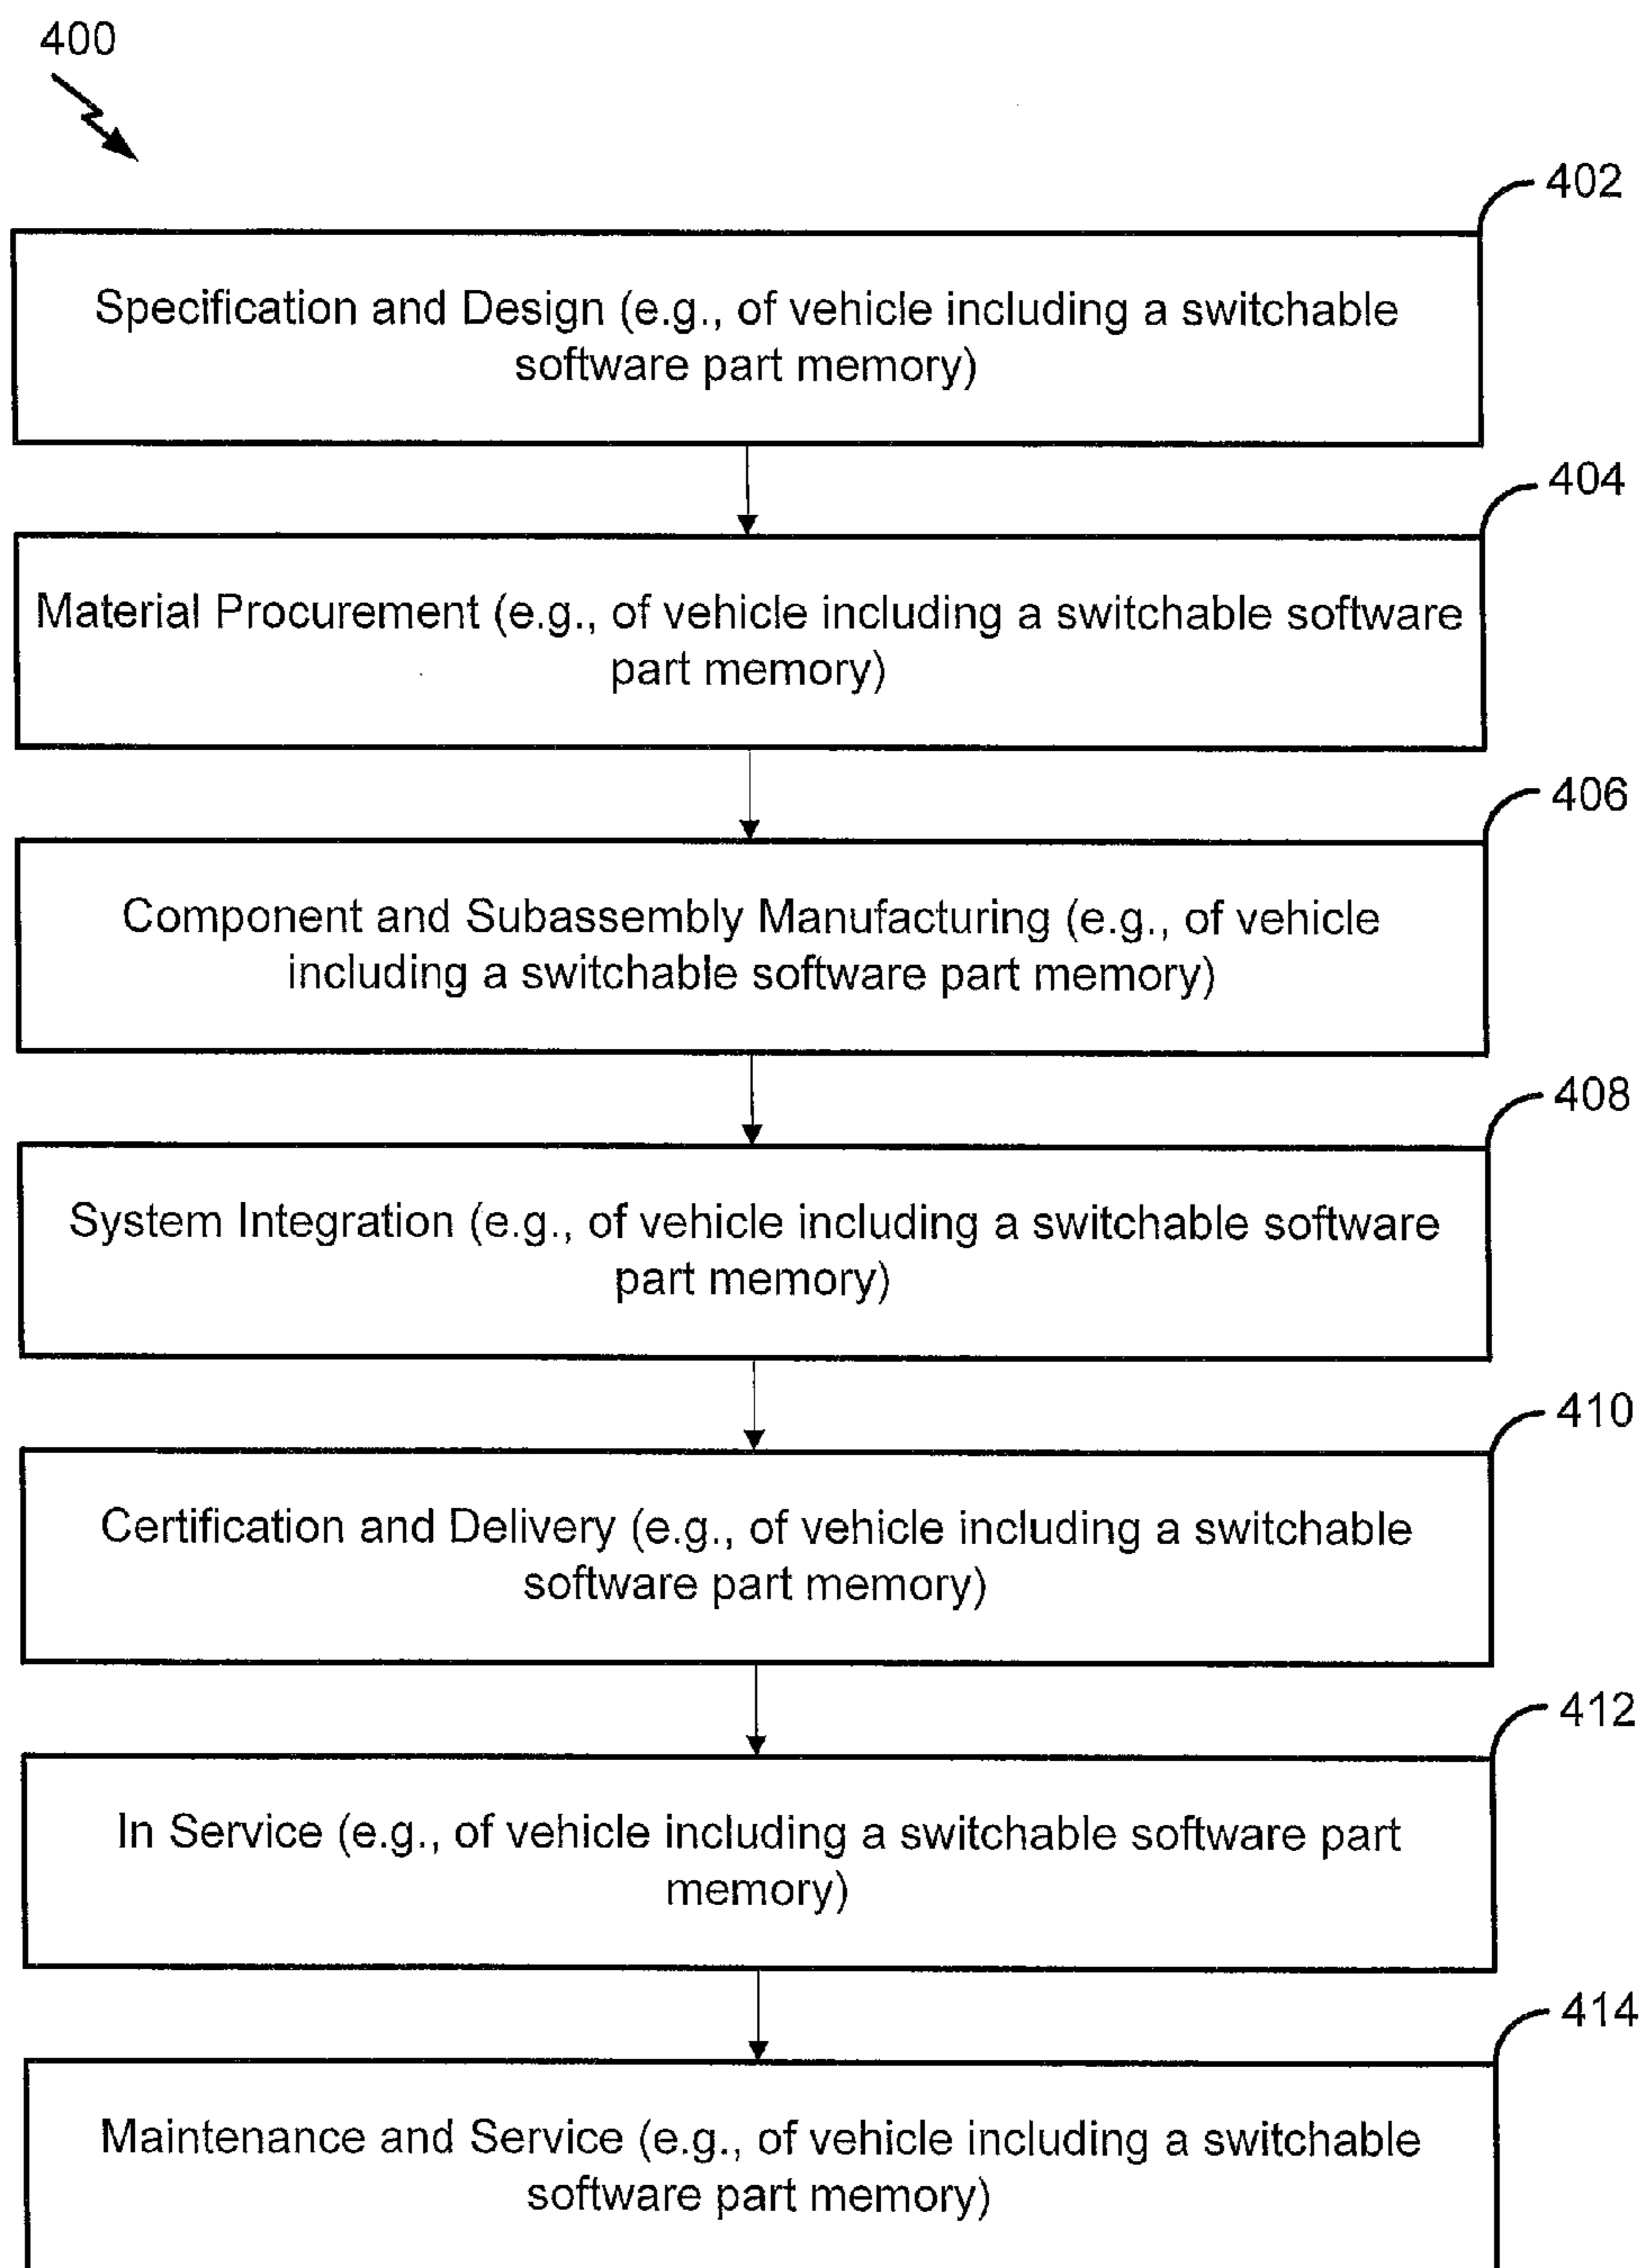 400
402
Specification and Design (e.g., of vehicle including a switchable
software part memory)
404
Material Procurement (e.g., of vehicle including a switchable software
part memory)
406
Component and Subassembly Manufacturing (e.g., of vehicle
including a switchable software part memory)
408
System Integration (e.g., of vehicle including a switchable software
part memory)
410
Certification and Delivery (e.g., of vehicle including a switchable
software part memory)
412
In Service (e.g., of vehicle including a switchable software part
memory)
414
Maintenance and Service (e.g., of vehicle including a switchable
software part memory)